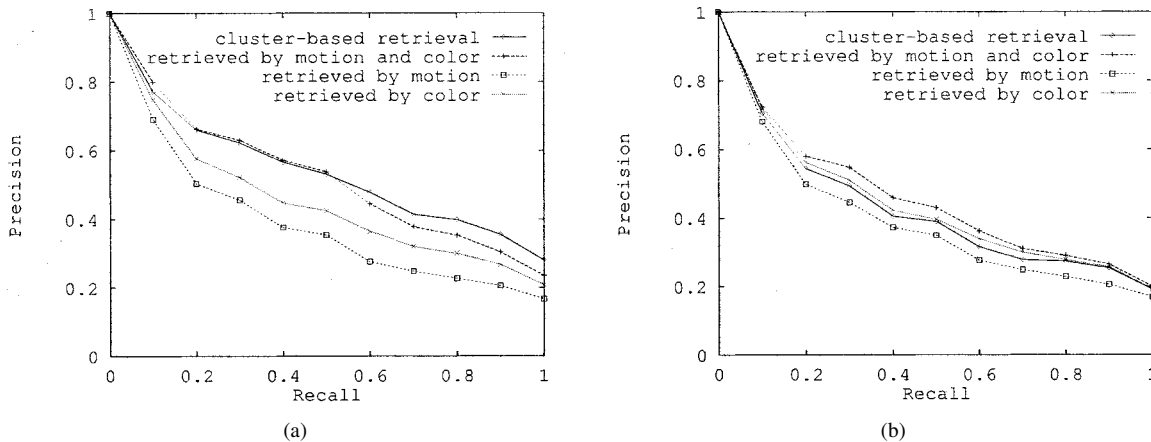 1
0.8
0.6
0.4
0.2
0
Precision
cluster-based retrieval
retrieved by motion and color
retrieved by motion
retrieved by color
0 0.2 0.4 0.6 0.8 1
Recall
(a)
1
0.8
0.6
0.4
0.2
0
Precision
cluster-based retrieval
retrieved by motion and color
retrieved by motion
retrieved by color
0 0.2 0.4 0.6 0.8 1
Recall
(b)